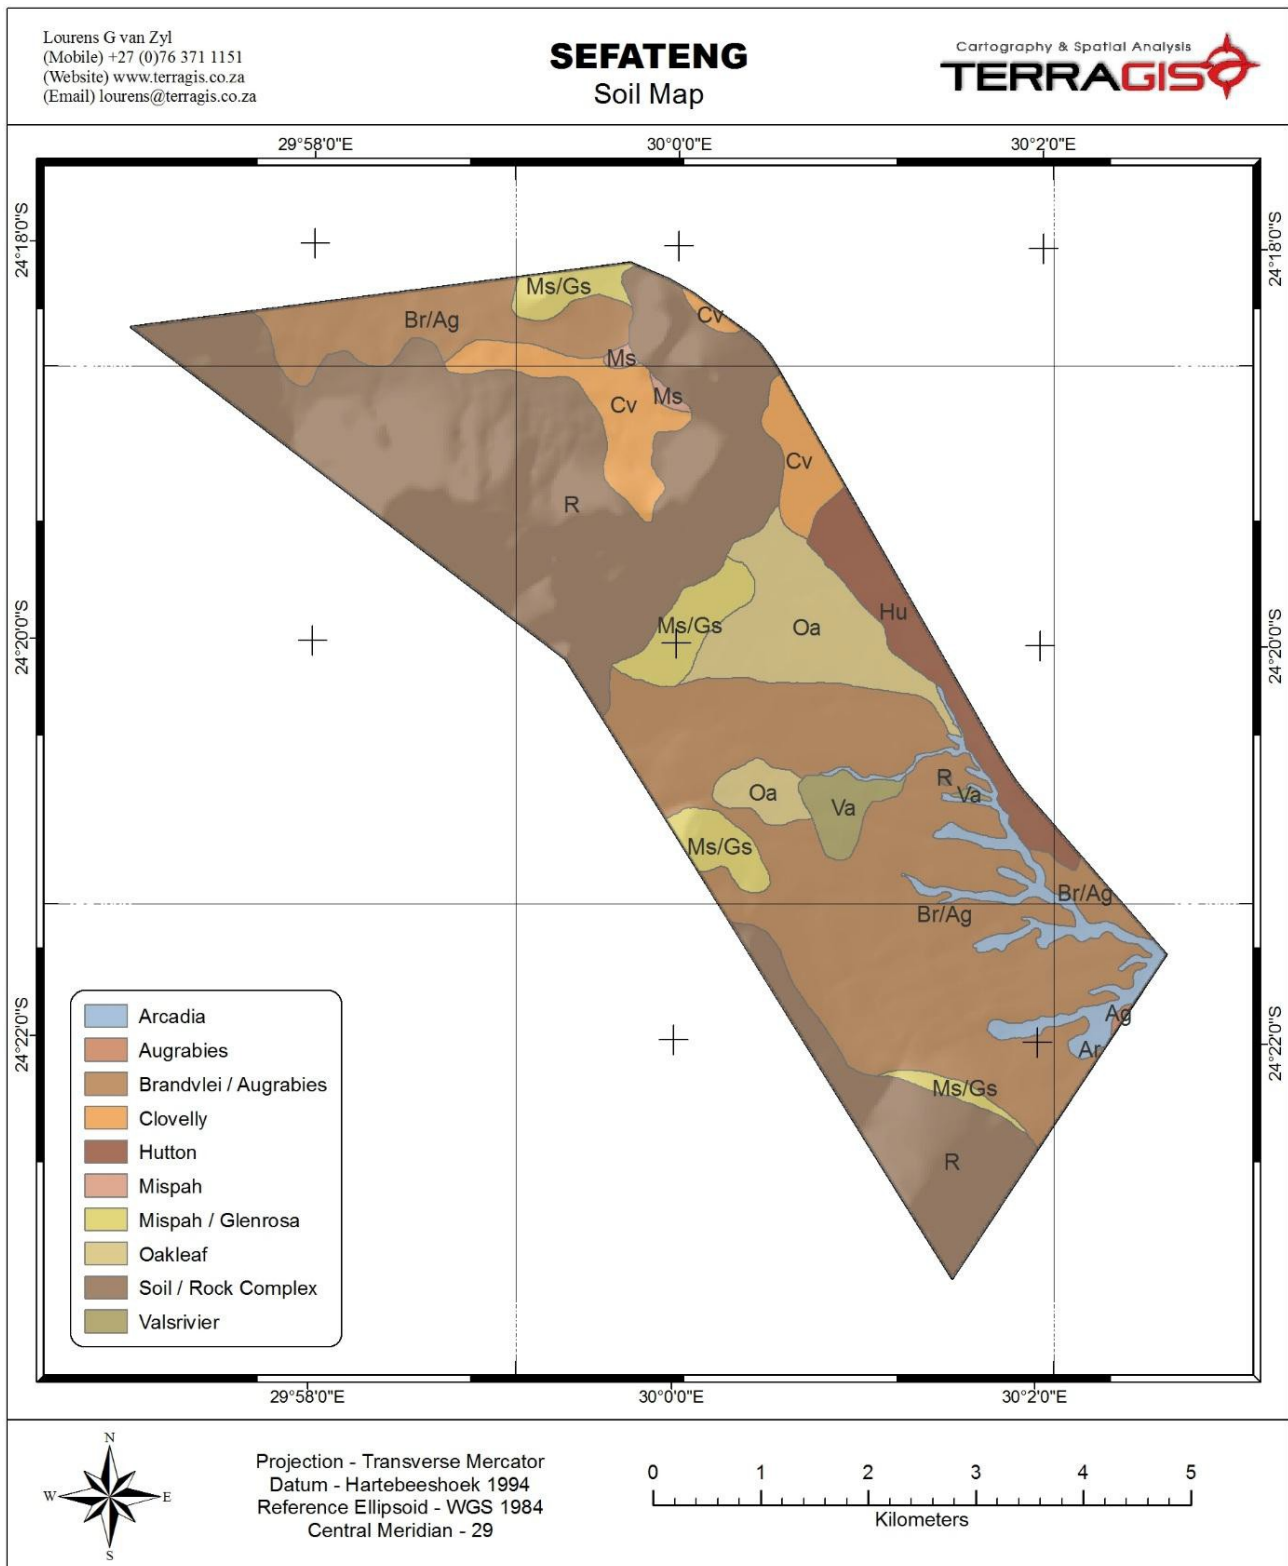 Lourens G van Zyl
(Mobile) +27 (0)76 371 1151
(Website) www.terragis.co.za
(Email) lourens@terragis.co.za
SEFATENG
Soil Map
Cartography & Spatial Analysis
TERRAGIS
29°58'0"E
30°0'0"E
30°2'0"E
24°18'0"S
24°18'0"S
Ms/Gs
Br/Ag
Cv
Ms
Ms
Cv
Cv
R
Hu
Ms/Gs
Oa
24°20'0"S
24°20'0"S
R
Oa
Va
Va
Ms/Gs
Br/Ag
Br/Ag
Ag
Ar
24°22'0"S
24°22'0"S
Ms/Gs
R
Arcadia
Augrabies
Brandvlei / Augrabies
Clovelly
Hutton
Mispah
Mispah / Glenrosa
Oakleaf
Soil / Rock Complex
Valsrivier
29°58'0"E
30°0'0"E
30°2'0"E
N
W
E
S
Projection - Transverse Mercator
Datum - Hartebeeshoek 1994
Reference Ellipsoid - WGS 1984
Central Meridian - 29
0 1 2 3 4 5
Kilometers